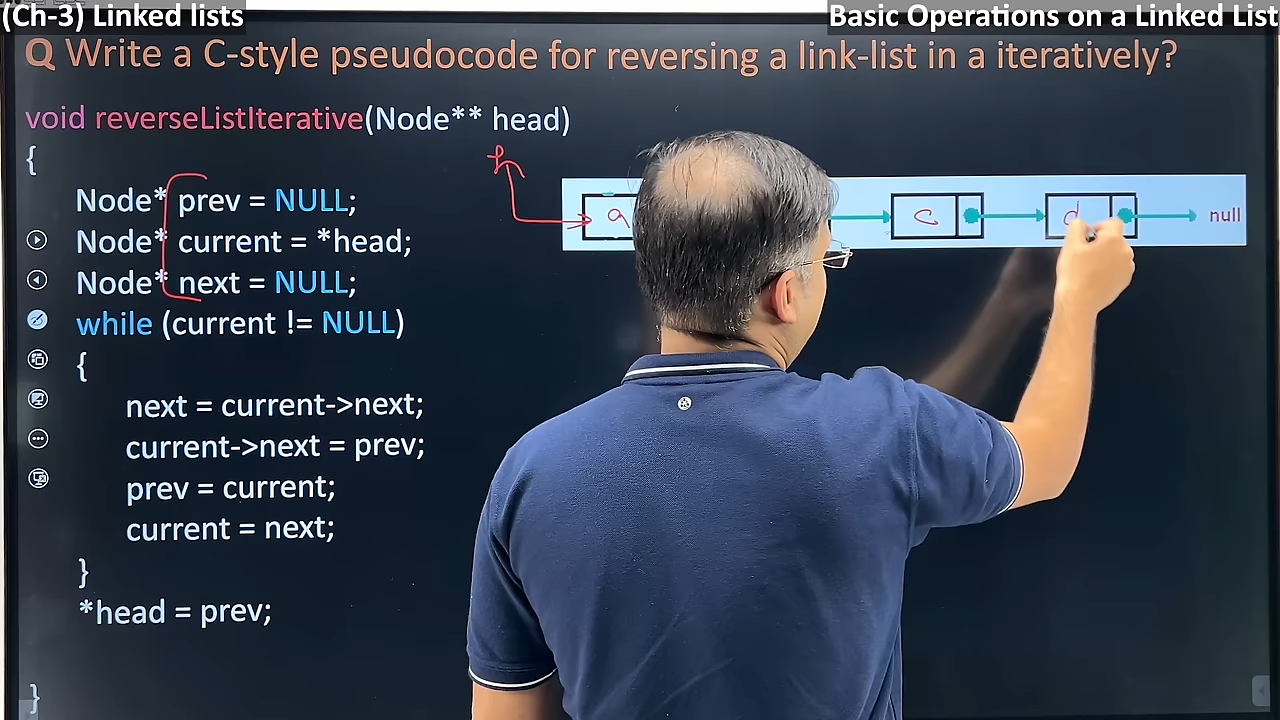 (Ch-3) Linked lists
Basic Operations on a Linked List
Q Write a C-style pseudocode for reversing a link-list in a iteratively?
void reverseListIterative(Node** head)
{
Node* prev = NULL;
Node* current = *head;
Node* next = NULL;
while (current != NULL)
{
next = current->next;
current->next = prev;
prev = current;
current = next;
}
*head = prev;
}
a c d null